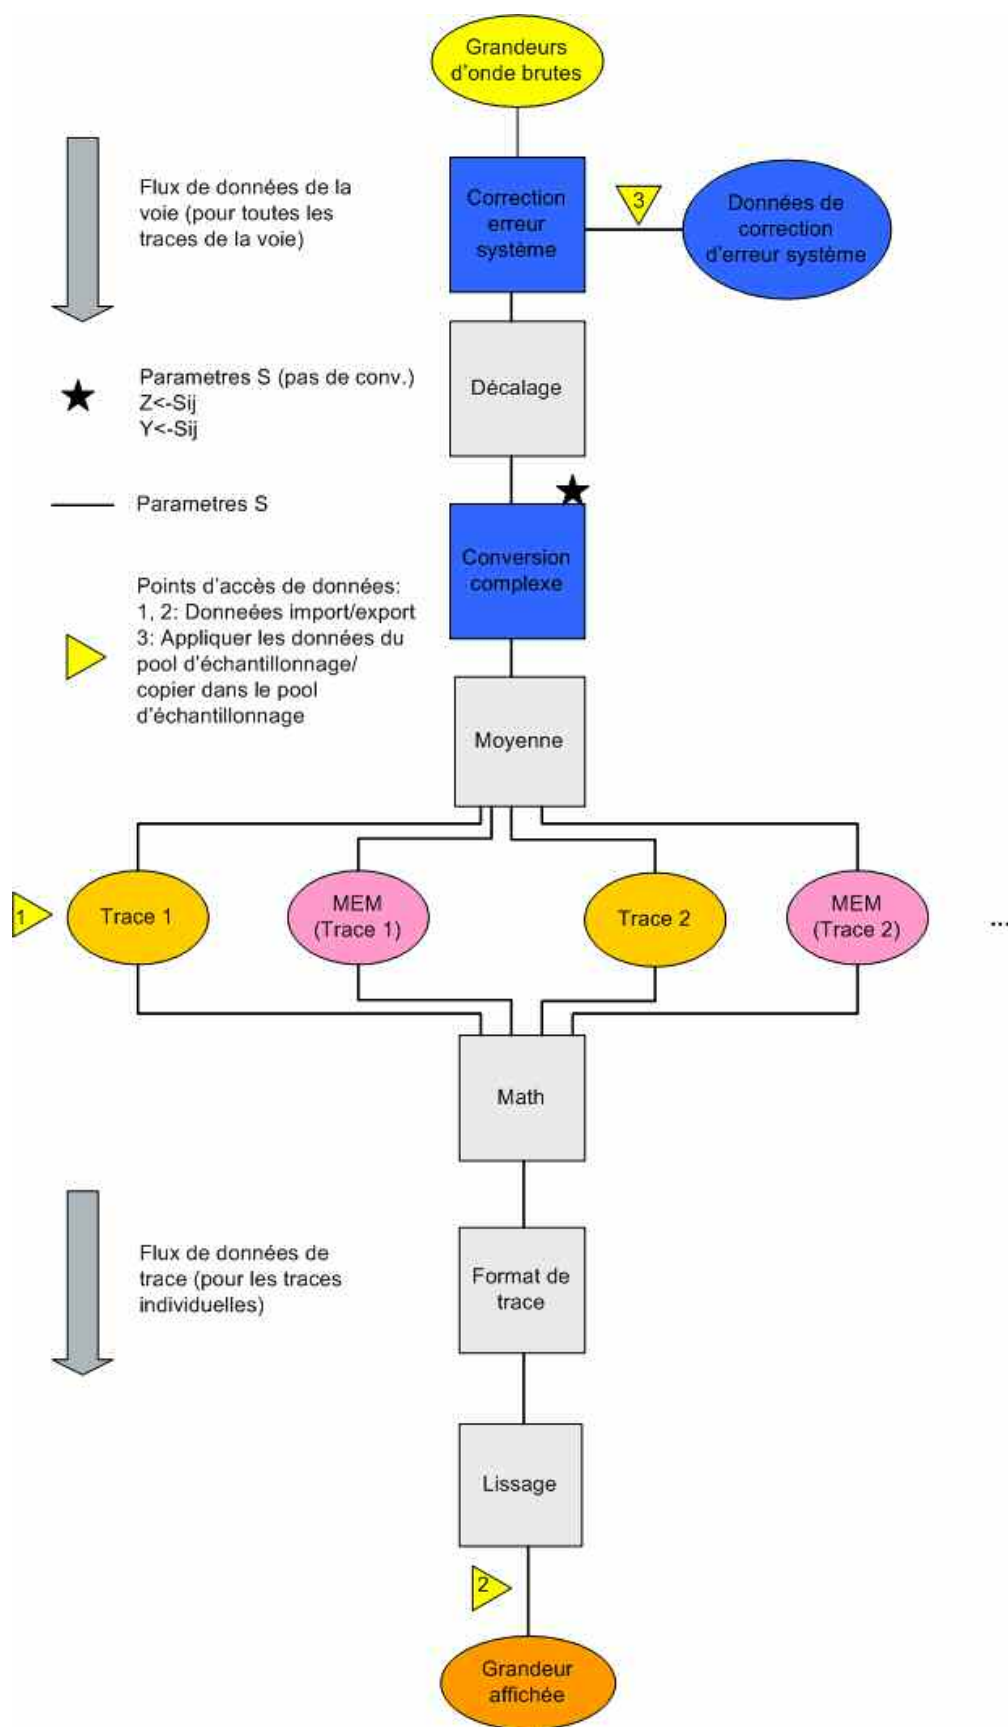 Grandeurs
d'onde brutes
Flux de données de la
voie (pour toutes les
traces de la voie)
Correction
erreur
système
3
Données de
correction
d'erreur système
Parametres S (pas de conv.)
Z<-Sij
Y<-Sij
Décalage
Parametres S
Conversion
complexe
Points d'accès de données:
1, 2: Donneées import/export
3: Appliquer les données du
pool d'échantillonnage/
copier dans le pool
d'échantillonnage
Moyenne
1
Trace 1
MEM
(Trace 1)
Trace 2
MEM
(Trace 2)
...
Math
Flux de données de
trace (pour les traces
individuelles)
Format de
trace
Lissage
2
Grandeur
affichée